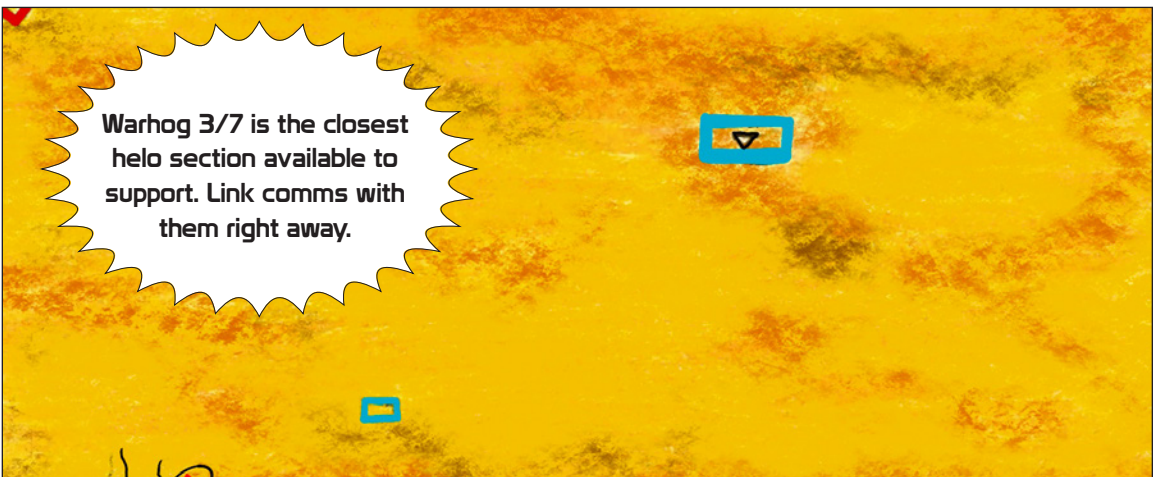 Warhog 3/7 is the closest
helo section available to
support. Link comms with
them right away.